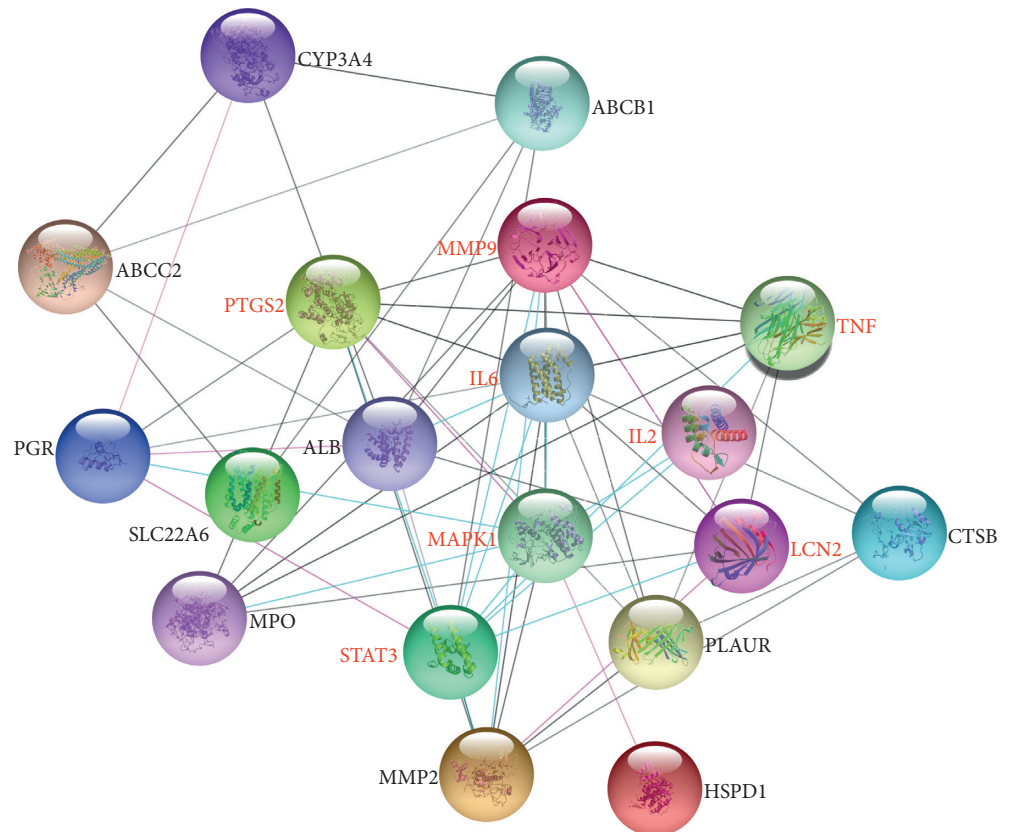 CYP3A4
ABCB1
MMP9
ABCC2
PTGS2
TNF
IL6
IL2
PGR
ALB
SLC22A6
MAPK1
LCN2
CTSB
MPO
STAT3
PLAUR
MMP2
HSPD1